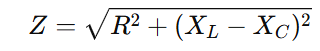 Z = √(R² + (X_L − X_C)²)